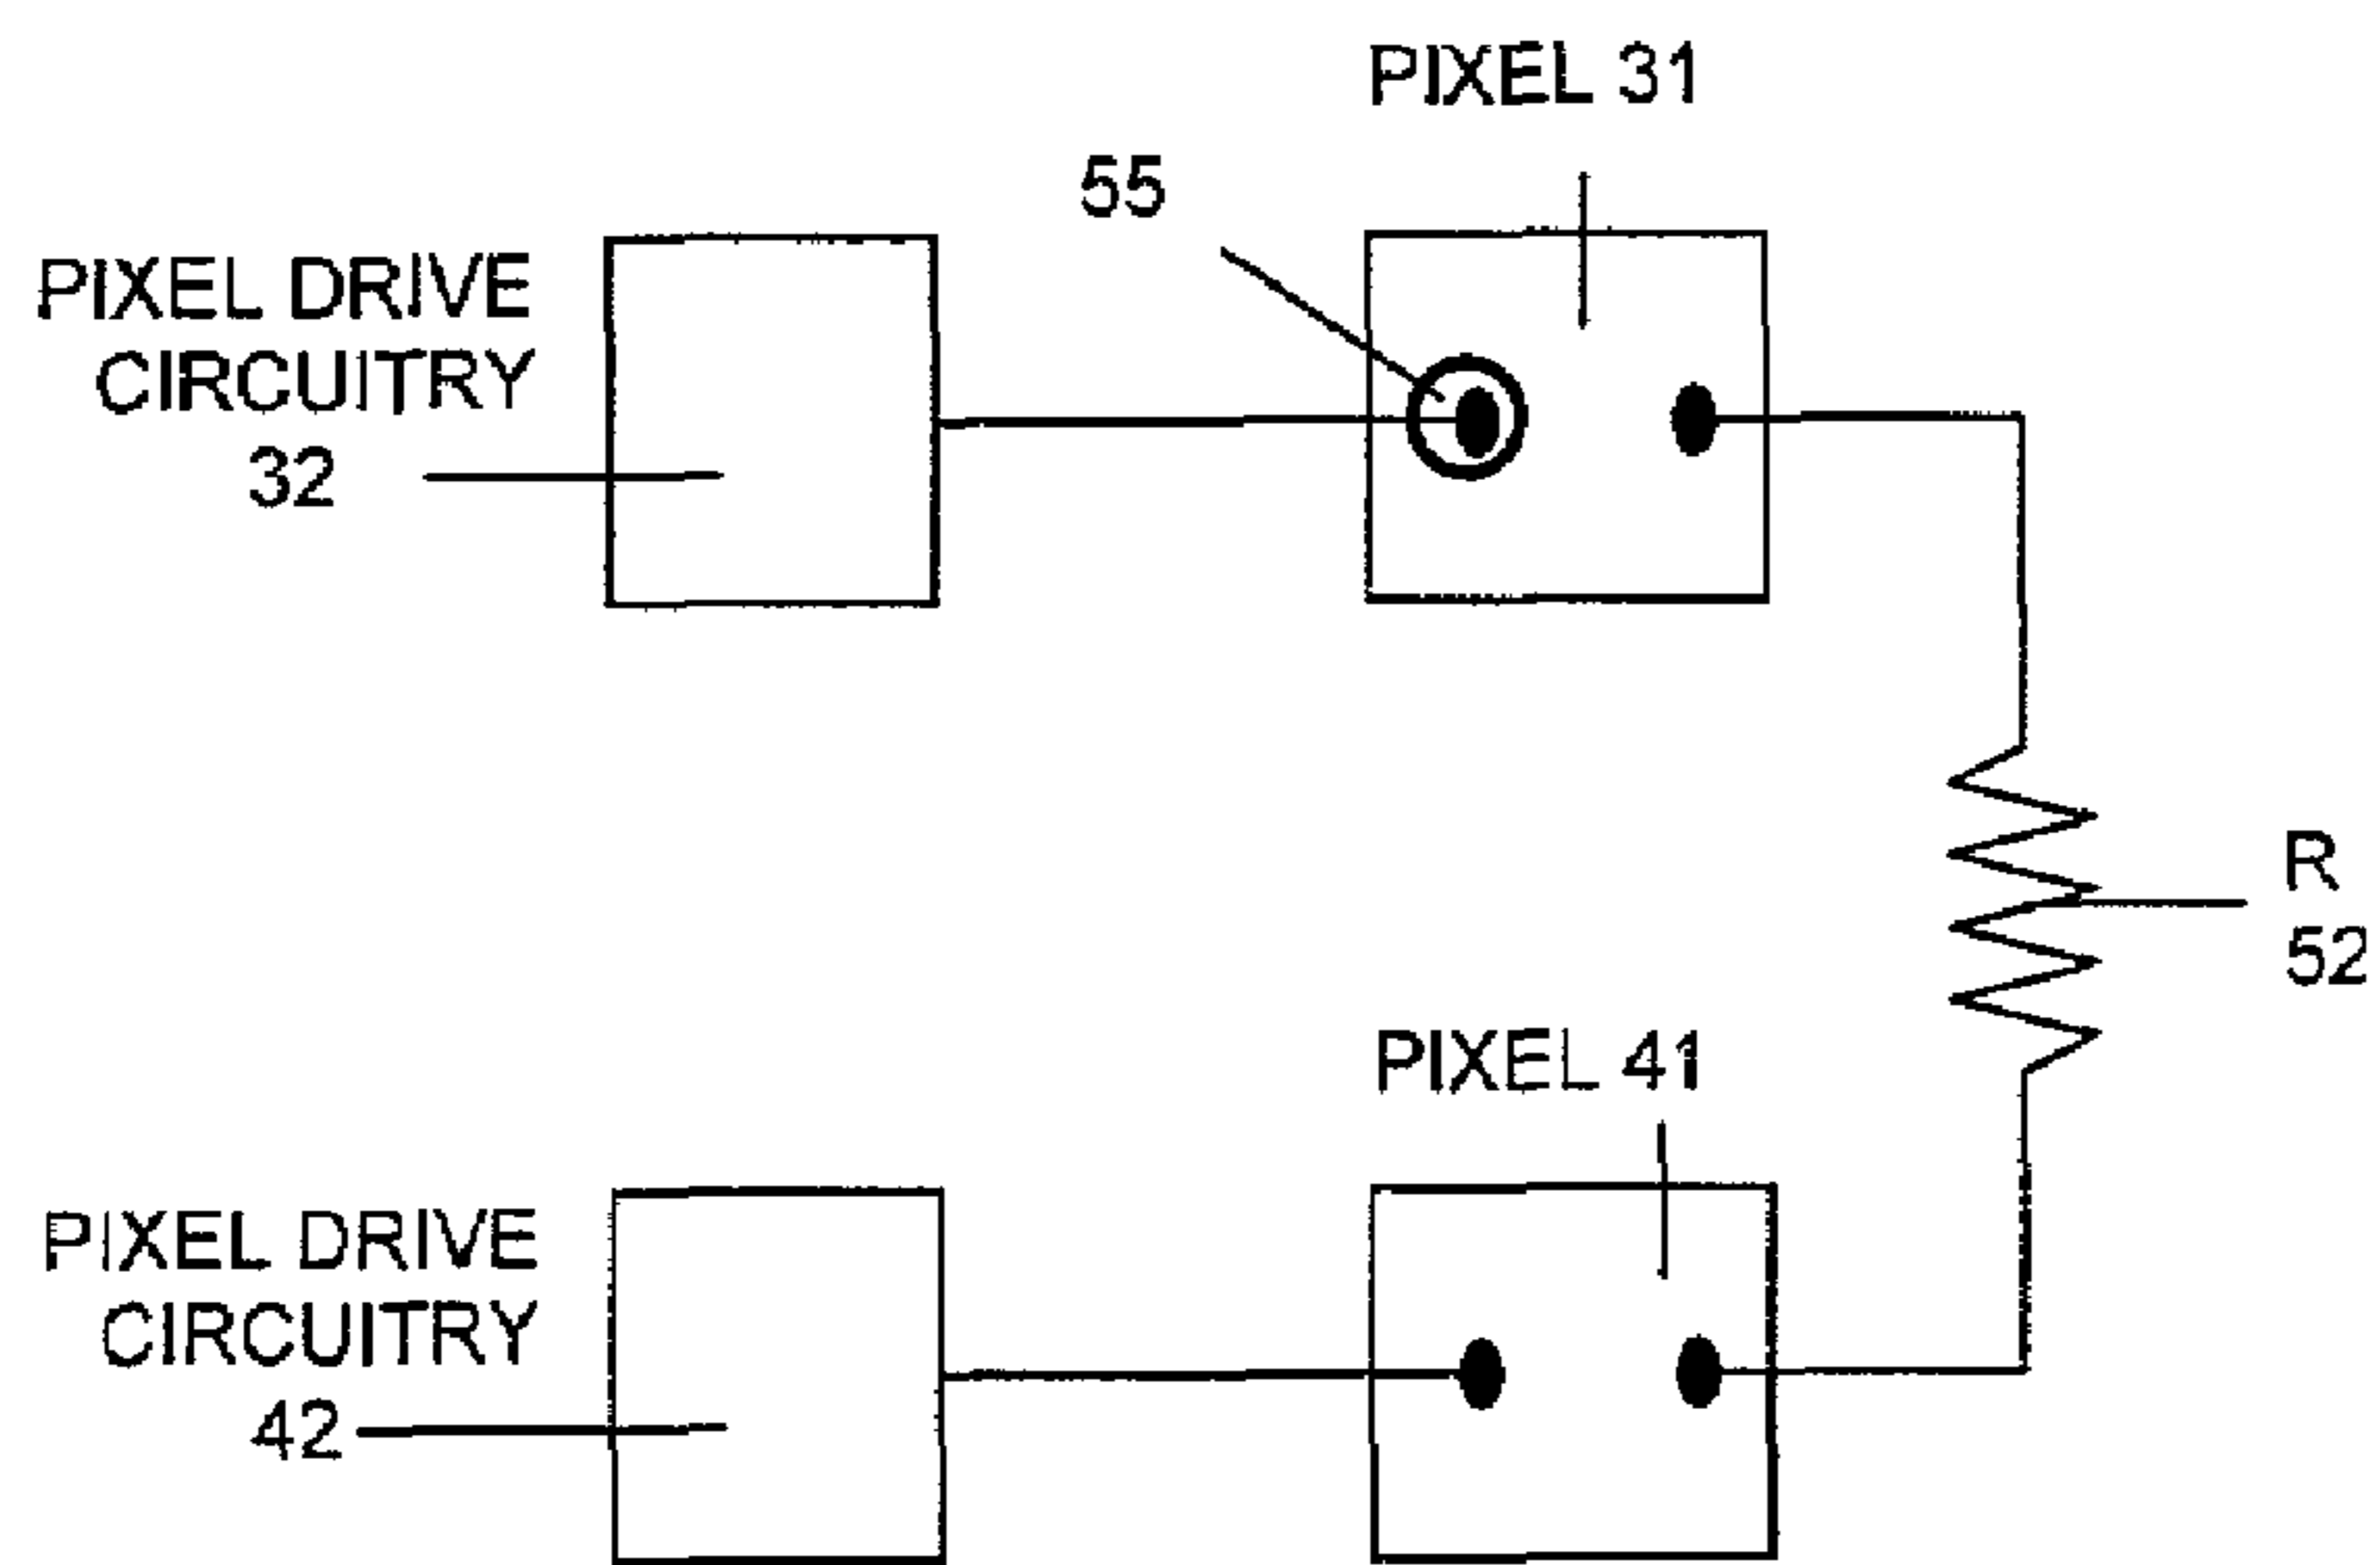 PIXEL 31
55
PIXEL DRIVE
CIRCUITRY
32
R
52
PIXEL 41
PIXEL DRIVE
CIRCUITRY
42